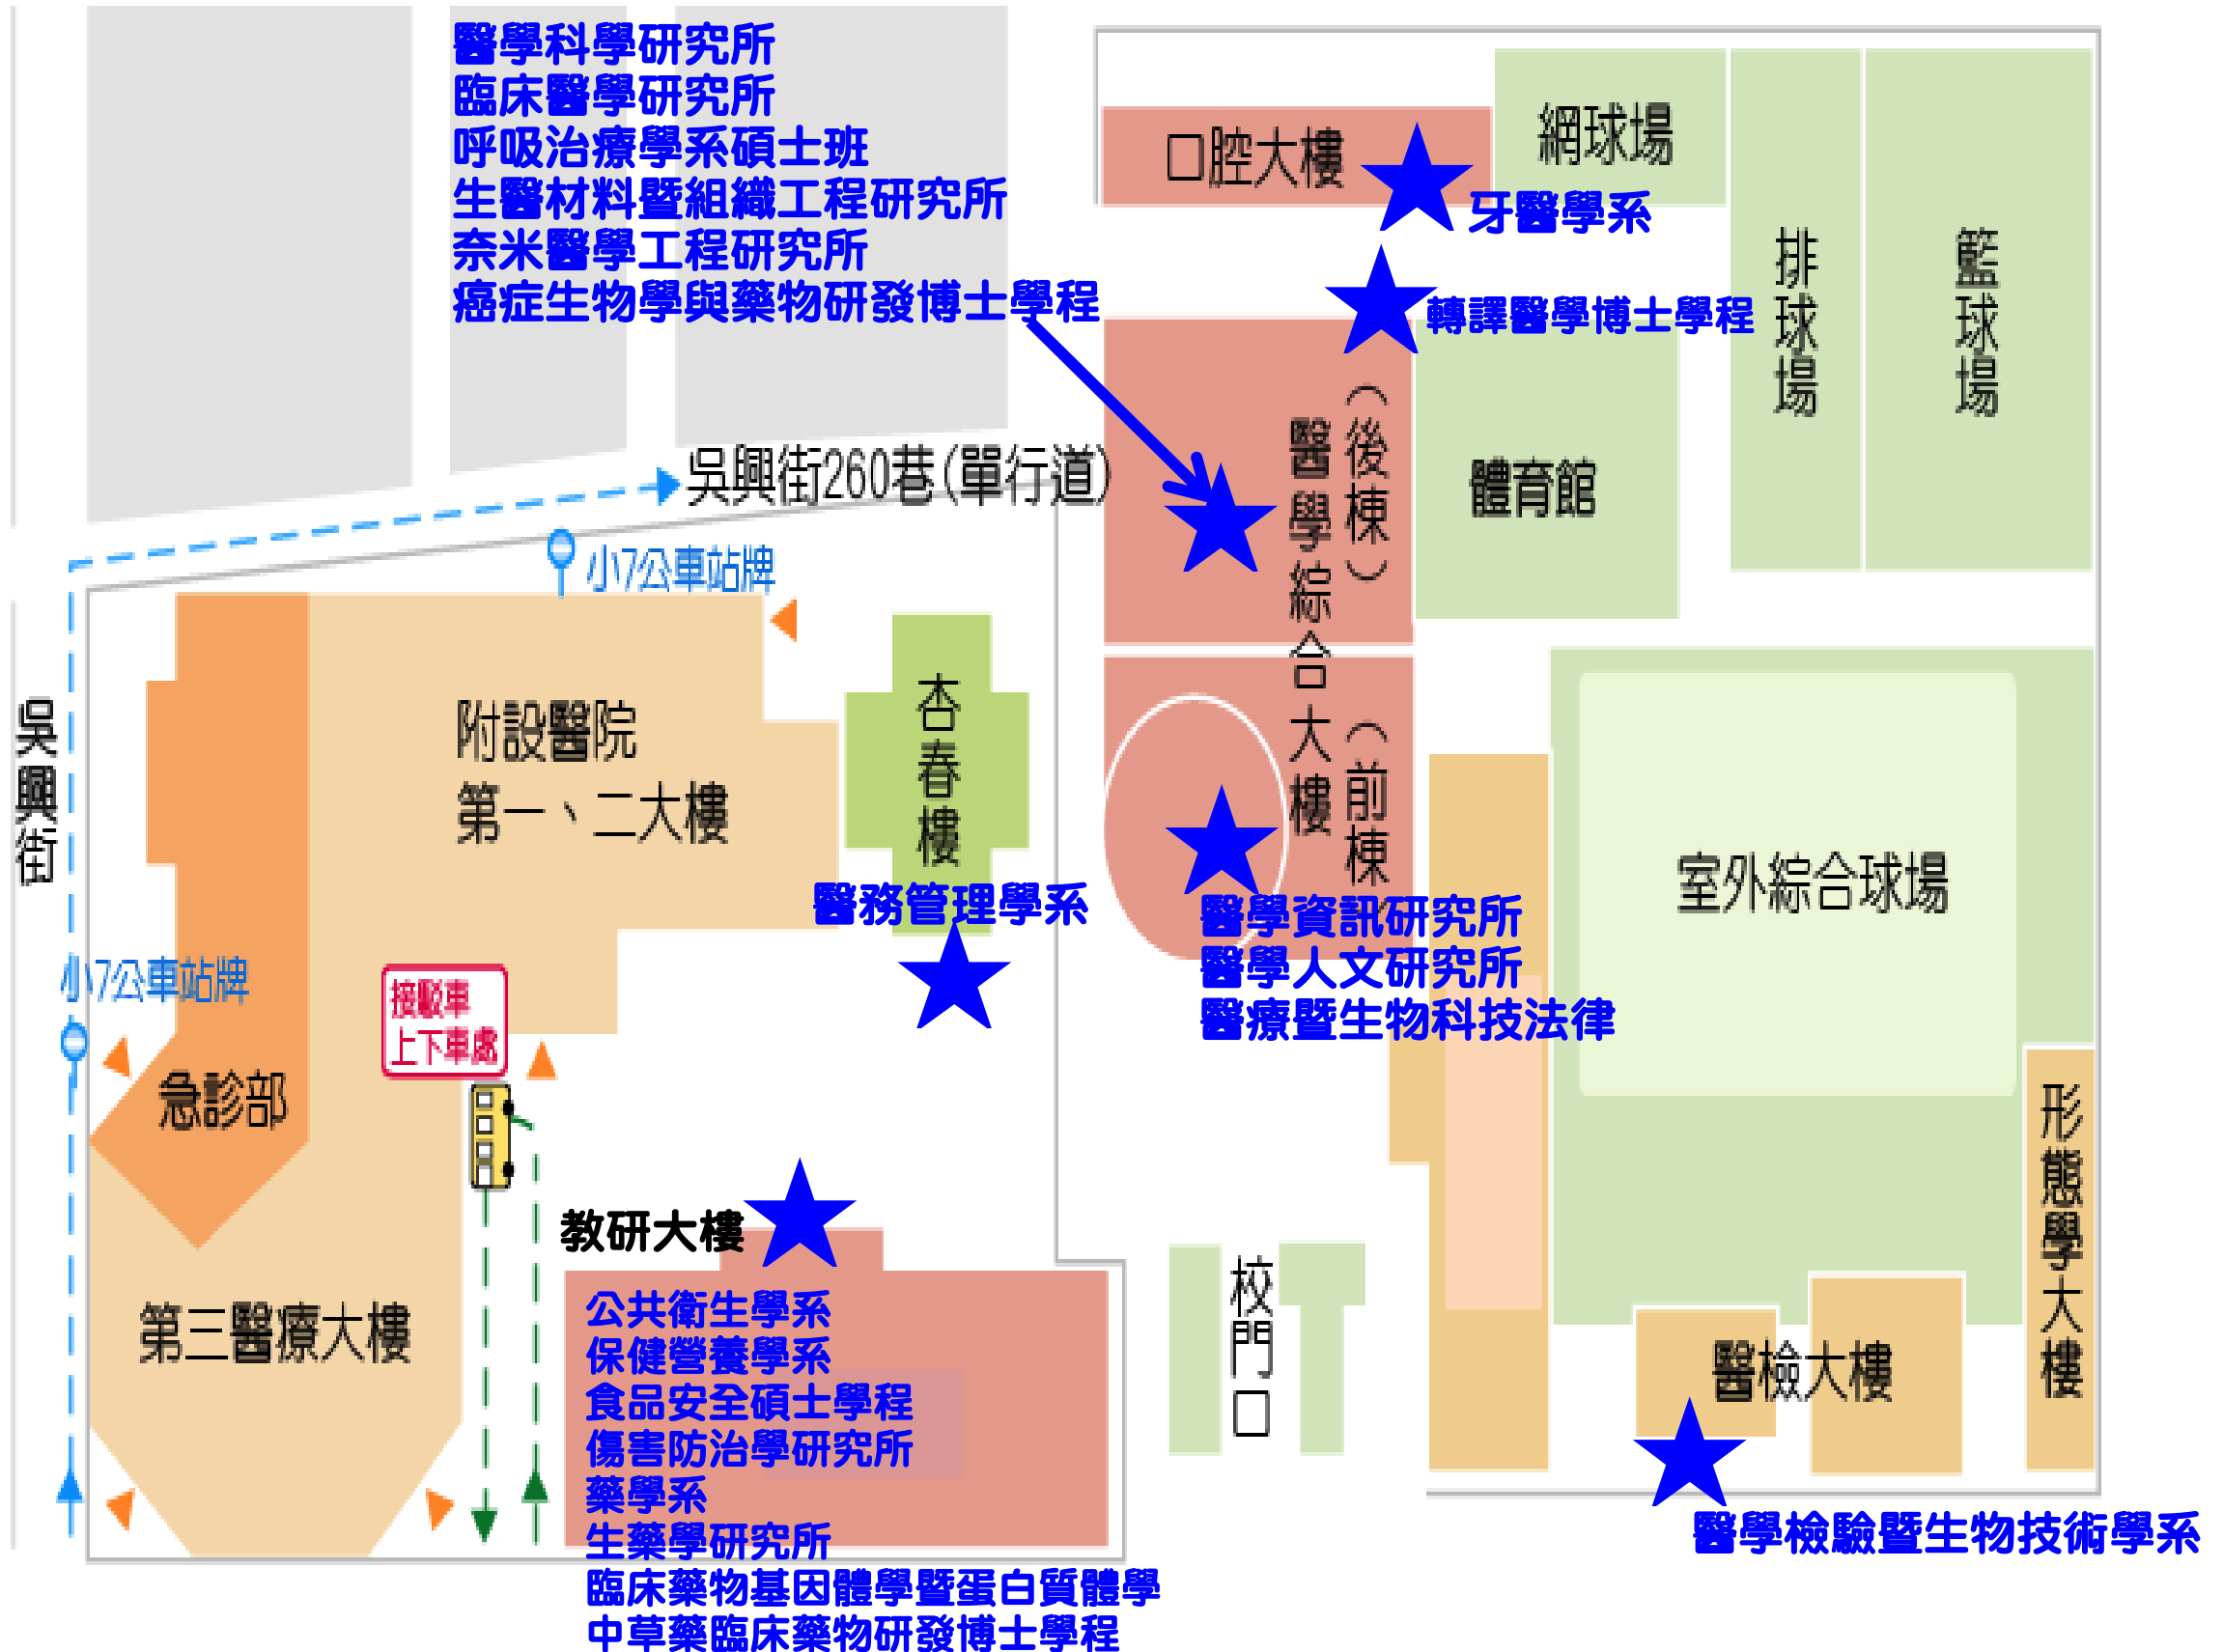 醫學科學研究所
臨床醫學研究所
呼吸治療學系碩士班
生醫材料暨組織工程研究所
奈米醫學工程研究所
癌症生物學與藥物研發博士學程
口腔大樓
網球場
牙醫學系
轉譯醫學博士學程
排球場
籃球場
體育館
醫學綜合大樓
(後棟)
(前棟
吳興街260巷(單行道)
小7公車站牌
吳興街
附設醫院
第一、二大樓
杏春樓
醫務管理學系
醫學資訊研究所
醫學人文研究所
醫療暨生物科技法律
室外綜合球場
小7公車站牌
接駁車
上下車處
急診部
第三醫療大樓
教研大樓
公共衛生學系
保健營養學系
食品安全碩士學程
傷害防治學研究所
藥學系
生藥學研究所
臨床藥物基因體學暨蛋白質體學
中草藥臨床藥物研發博士學程
校門口
形態學大樓
醫檢大樓
醫學檢驗暨生物技術學系